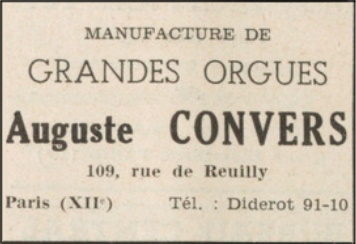 MANUFACTURE DE
GRANDES ORGUES
Auguste CONVERS
109, rue de Reuilly
Paris (XIIᵉ) Tél. : Diderot 91-10